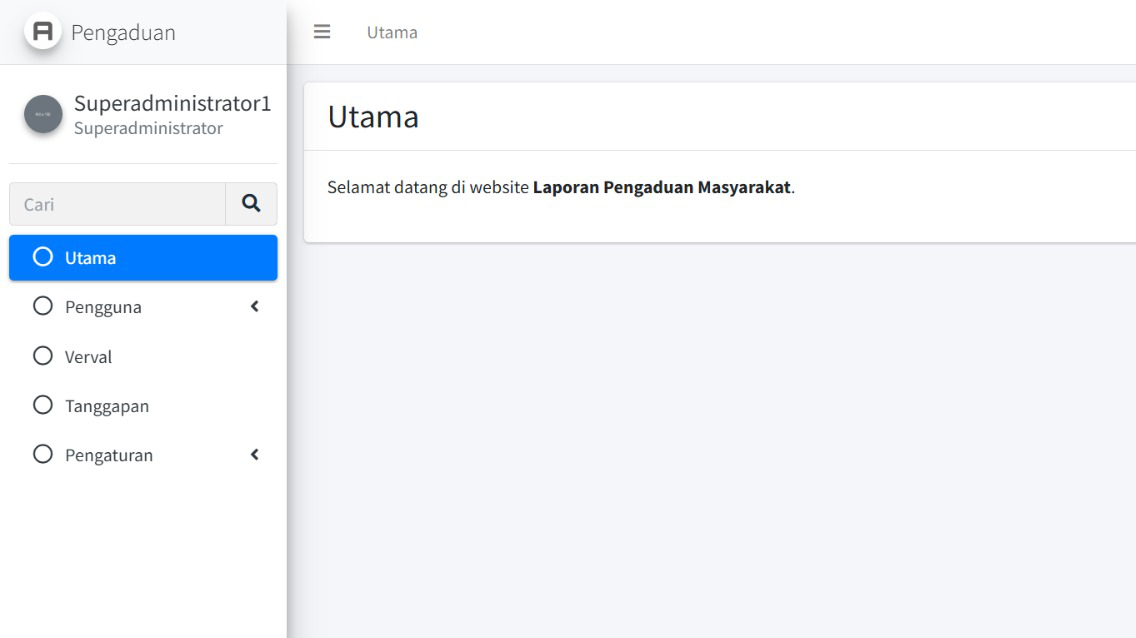 Pengaduan
Utama
Superadministrator1
Superadministrator
Cari
Utama
Pengguna
Verval
Tanggapan
Pengaturan
Utama
Selamat datang di website Laporan Pengaduan Masyarakat.